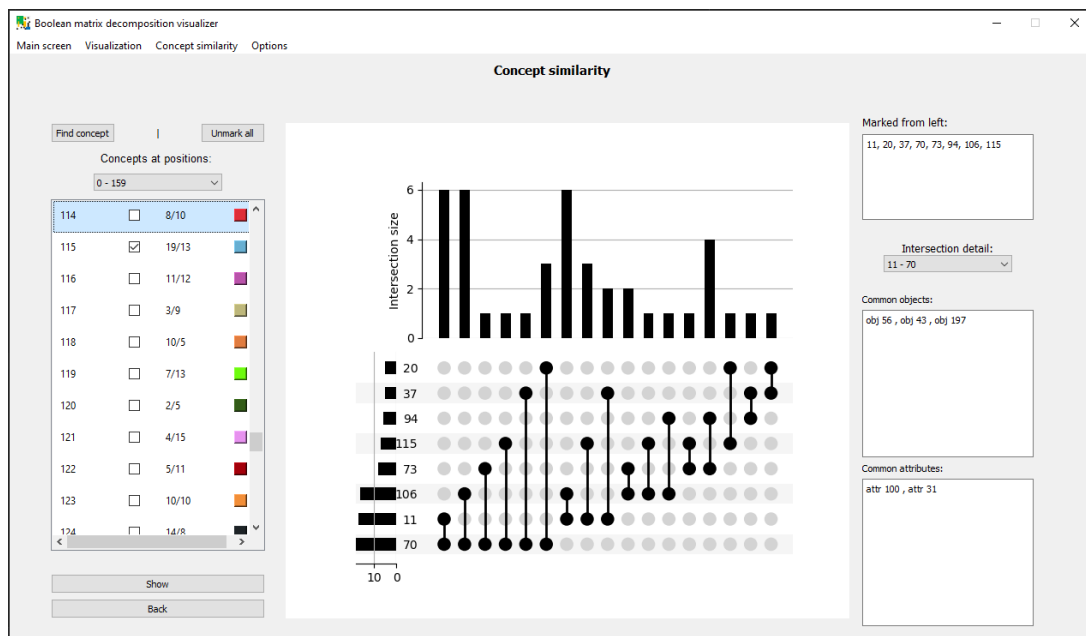 Boolean matrix decomposition visualizer
Main screen Visualization Concept similarity Options
Concept similarity
Find concept Unmark all
Concepts at positions:
0 - 159
114 8/10
115 19/13
116 11/12
117 3/9
118 10/5
119 7/13
120 2/5
121 4/15
122 5/11
123 10/10
124 14/8
Show
Back
Intersection size
6
4
2
0
20
37
94
115
73
106
11
70
10 0
Marked from left:
11, 20, 37, 70, 73, 94, 106, 115
Intersection detail:
11 - 70
Common objects:
obj 56 , obj 43 , obj 197
Common attributes:
attr 100 , attr 31